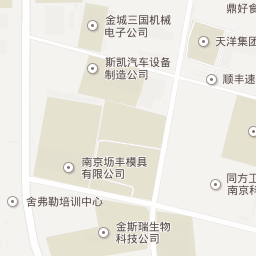 鼎好食
金城三国机械
电子公司
天洋集团
斯凯汽车设备
制造公司
顺丰速
南京坜丰模具
有限公司
同方工
南京科
舍弗勒培训中心
金斯瑞生物
科技公司